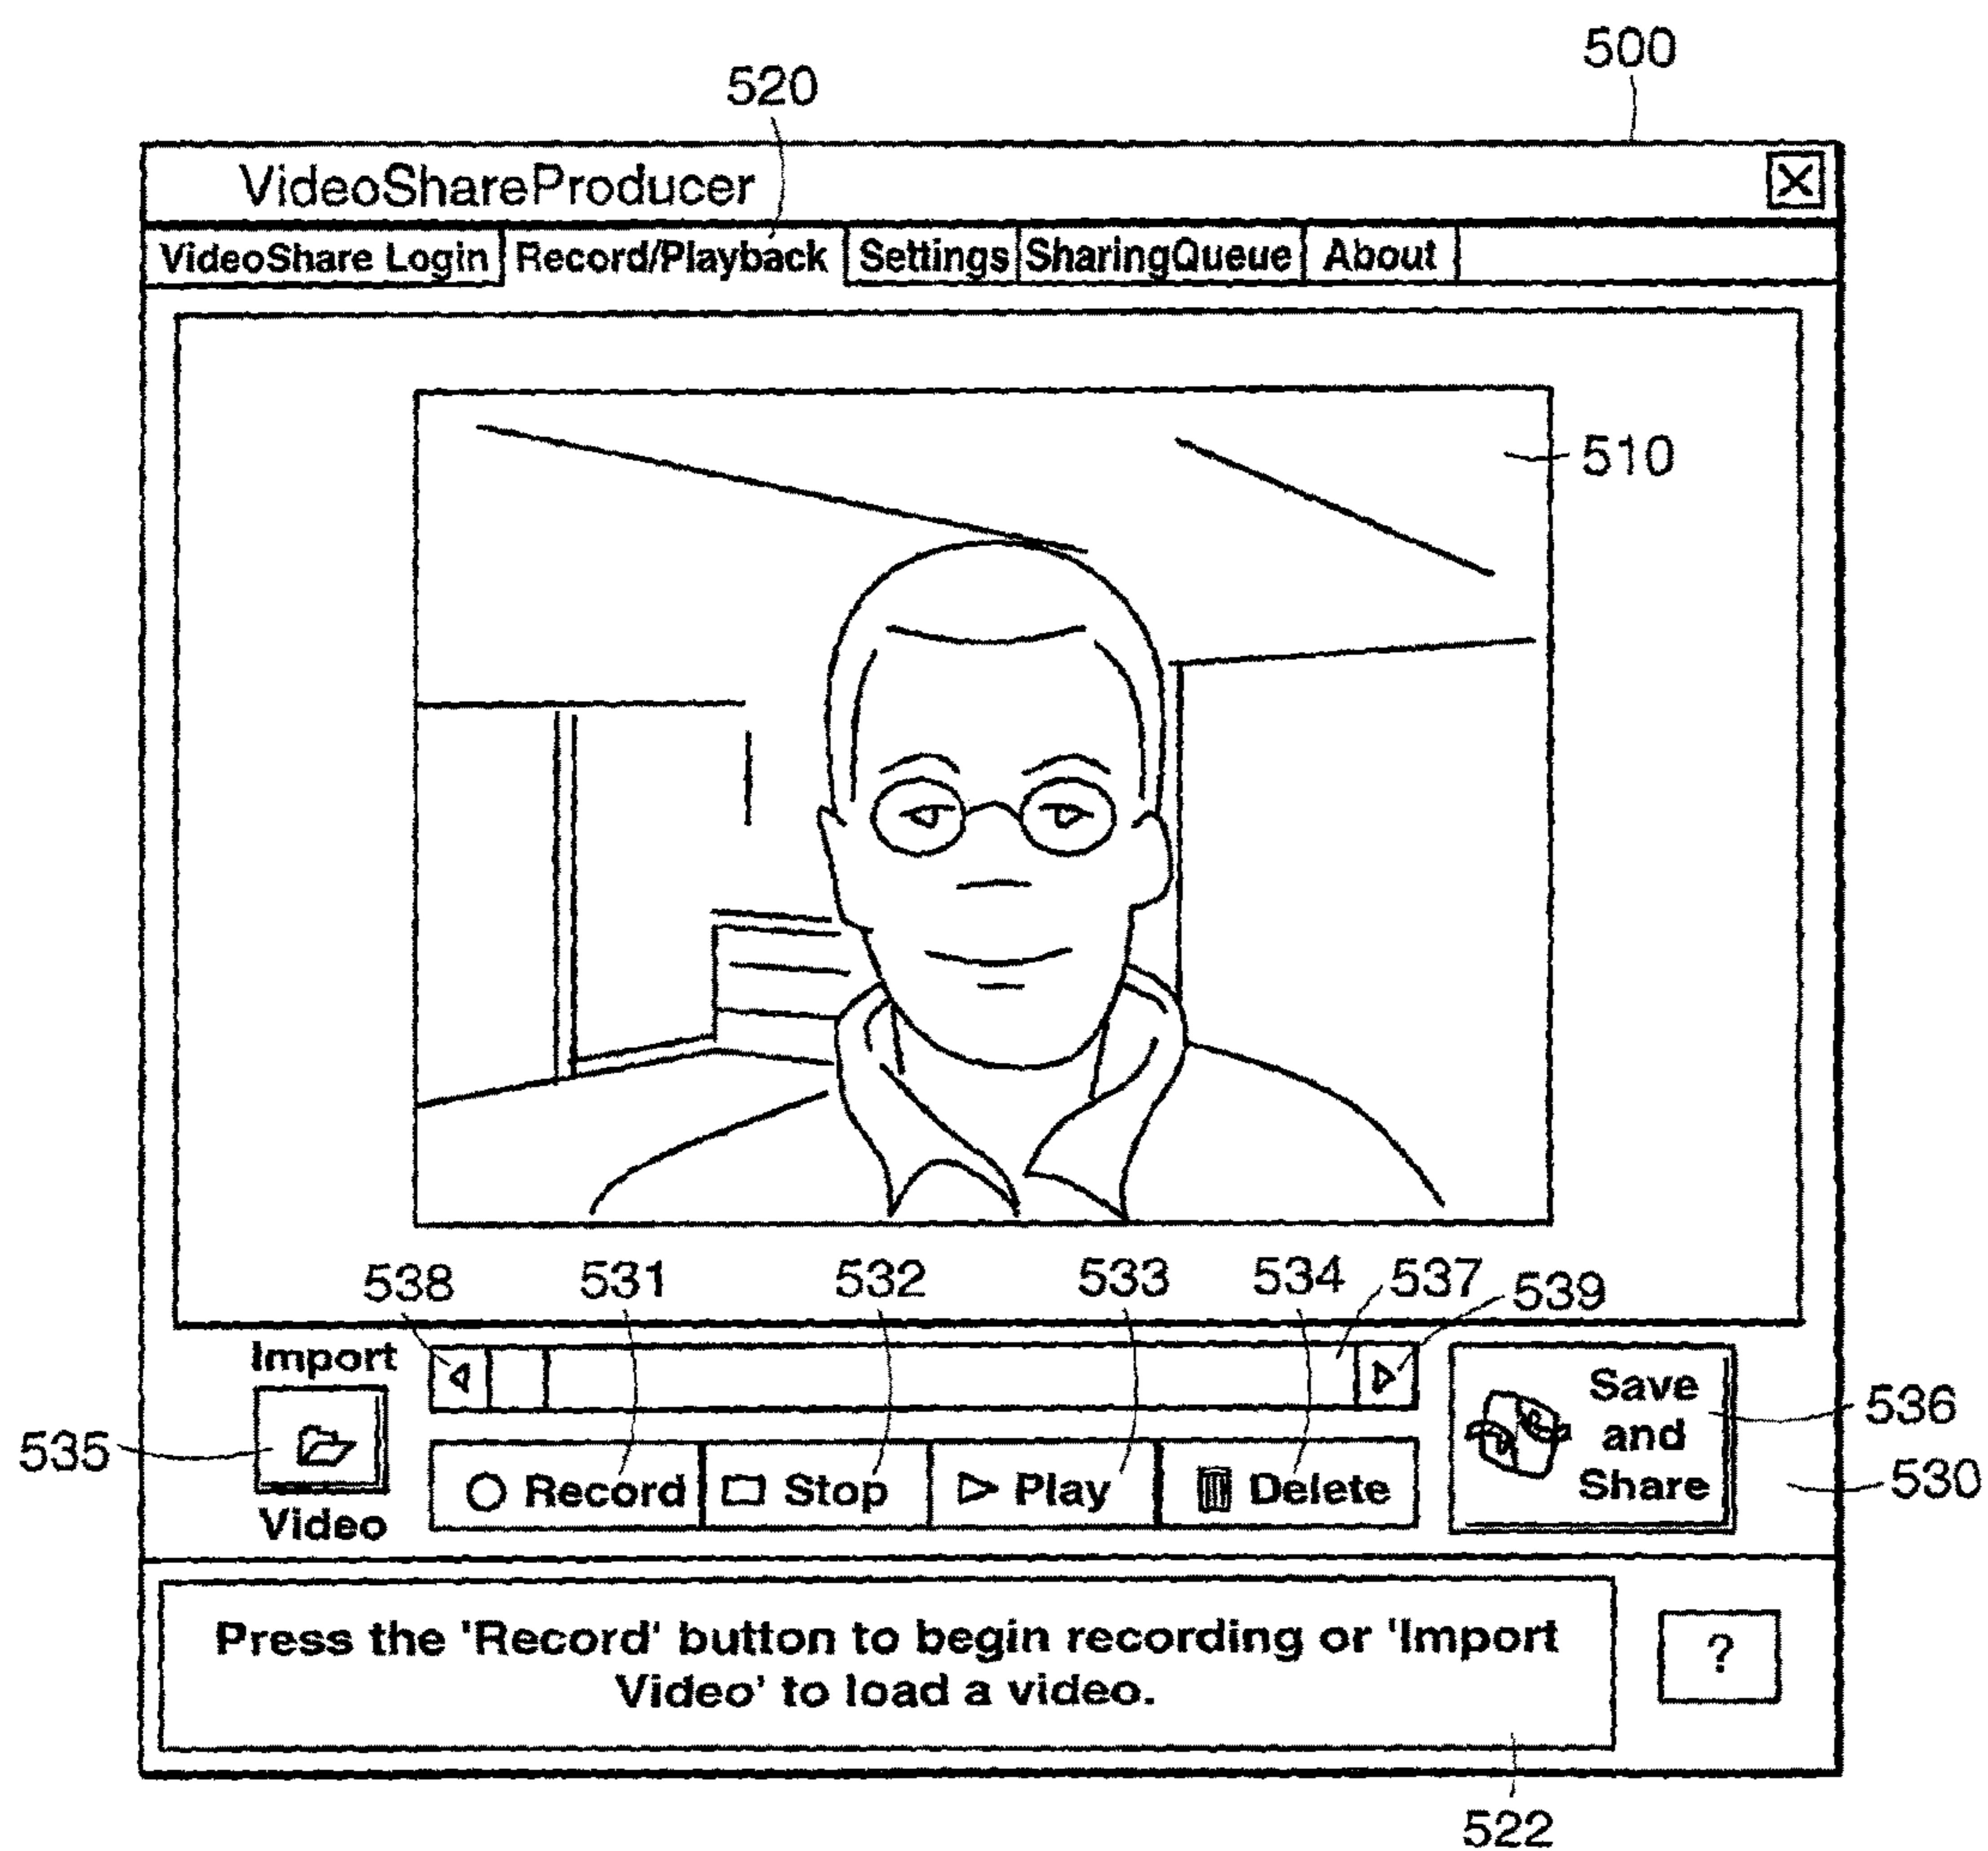 500
520
VideoShareProducer
VideoShare Login Record/Playback Settings SharingQueue About
510
538 531 532 533 534 537 539
Import
Save
and
Share
536
535
Record Stop Play Delete
530
Video
Press the 'Record' button to begin recording or 'Import
Video' to load a video.
?
522